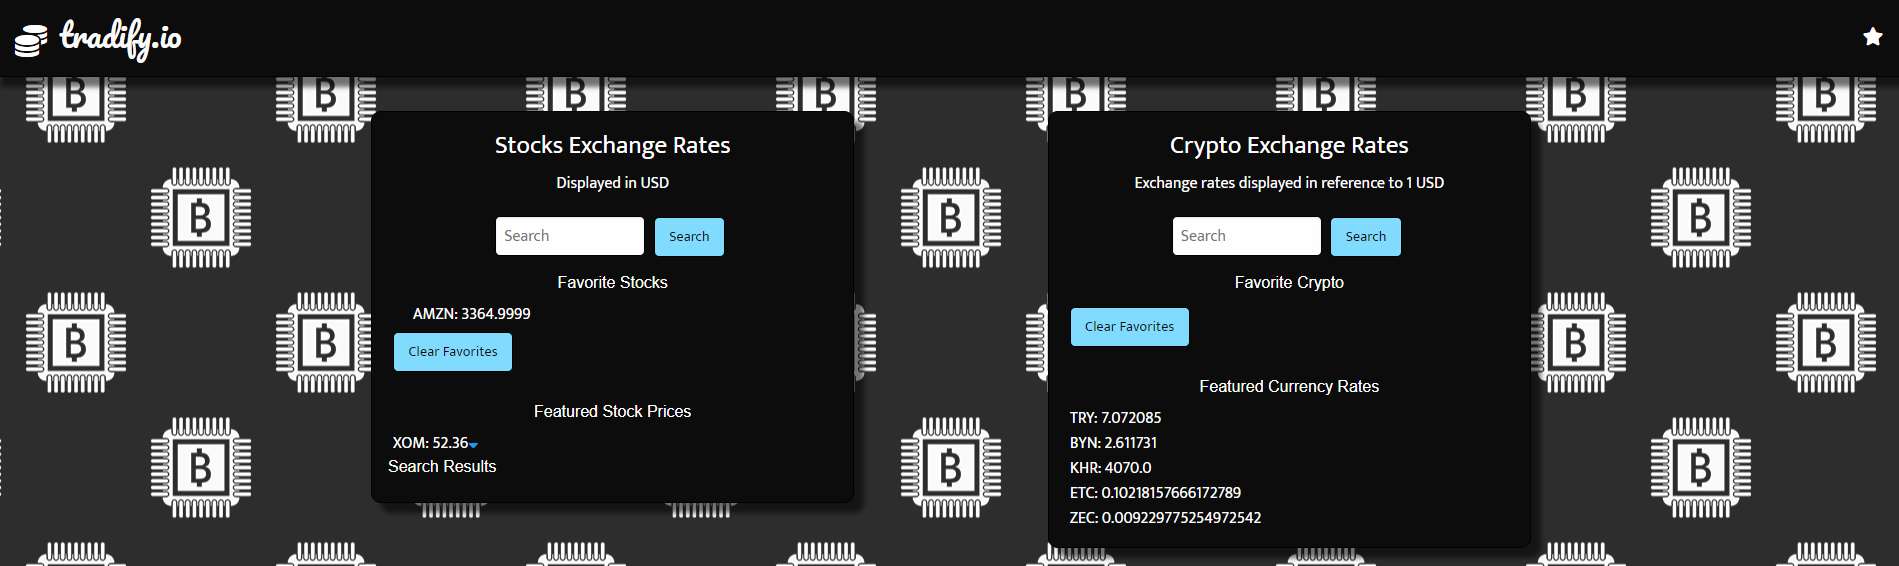 tradify.io
Stocks Exchange Rates
Displayed in USD
Search Search
Favorite Stocks
AMZN: 3364.9999
Clear Favorites
Featured Stock Prices
XOM: 52.36
Search Results
Crypto Exchange Rates
Exchange rates displayed in reference to 1 USD
Search Search
Favorite Crypto
Clear Favorites
Featured Currency Rates
TRY: 7.072085
BYN: 2.611731
KHR: 4070.0
ETC: 0.10218157666172789
ZEC: 0.009229775254972542